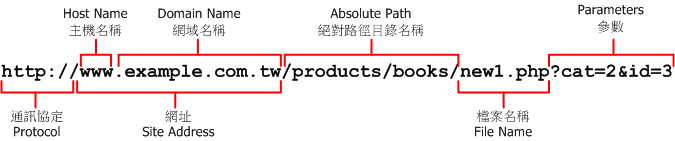 Host Name
主機名稱
Domain Name
網域名稱
Absolute Path
絕對路徑目錄名稱
Parameters
參數
http://www.example.com.tw/products/books/new1.php?cat=2&id=3
通訊協定
Protocol
網址
Site Address
檔案名稱
File Name